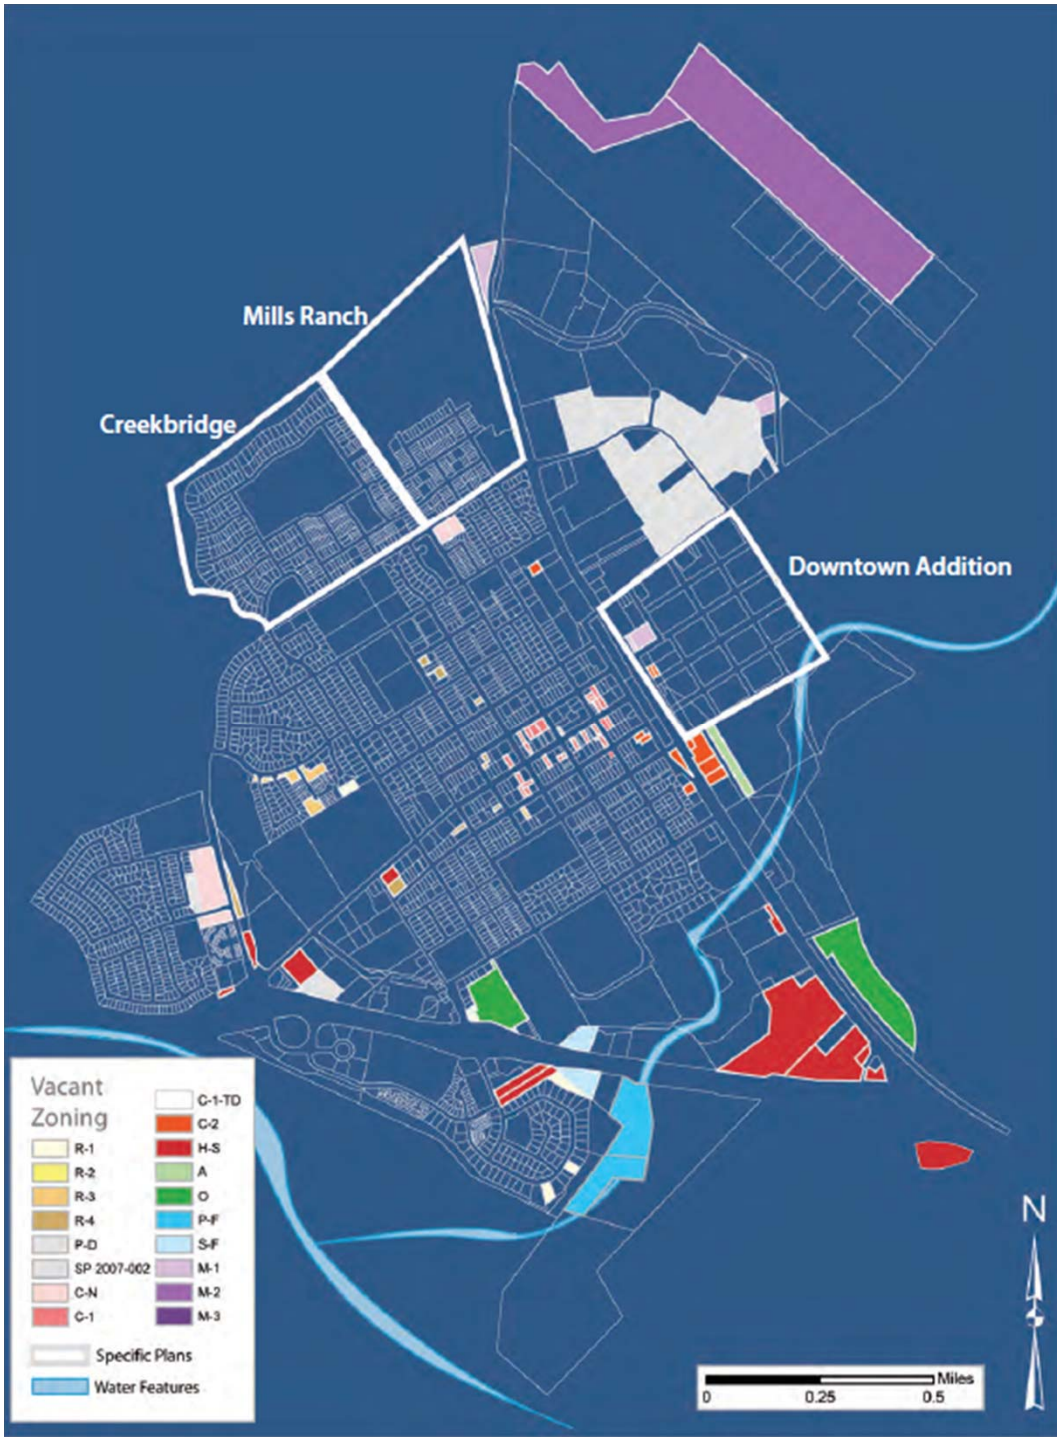 Mills Ranch
Creekbridge
Downtown Addition
Vacant
Zoning
R-1
R-2
R-3
R-4
P-D
SP 2007-002
C-N
C-1
C-1-TD
C-2
H-S
A
O
P-F
S-F
M-1
M-2
M-3
Specific Plans
Water Features
N
Miles
0 0.25 0.5